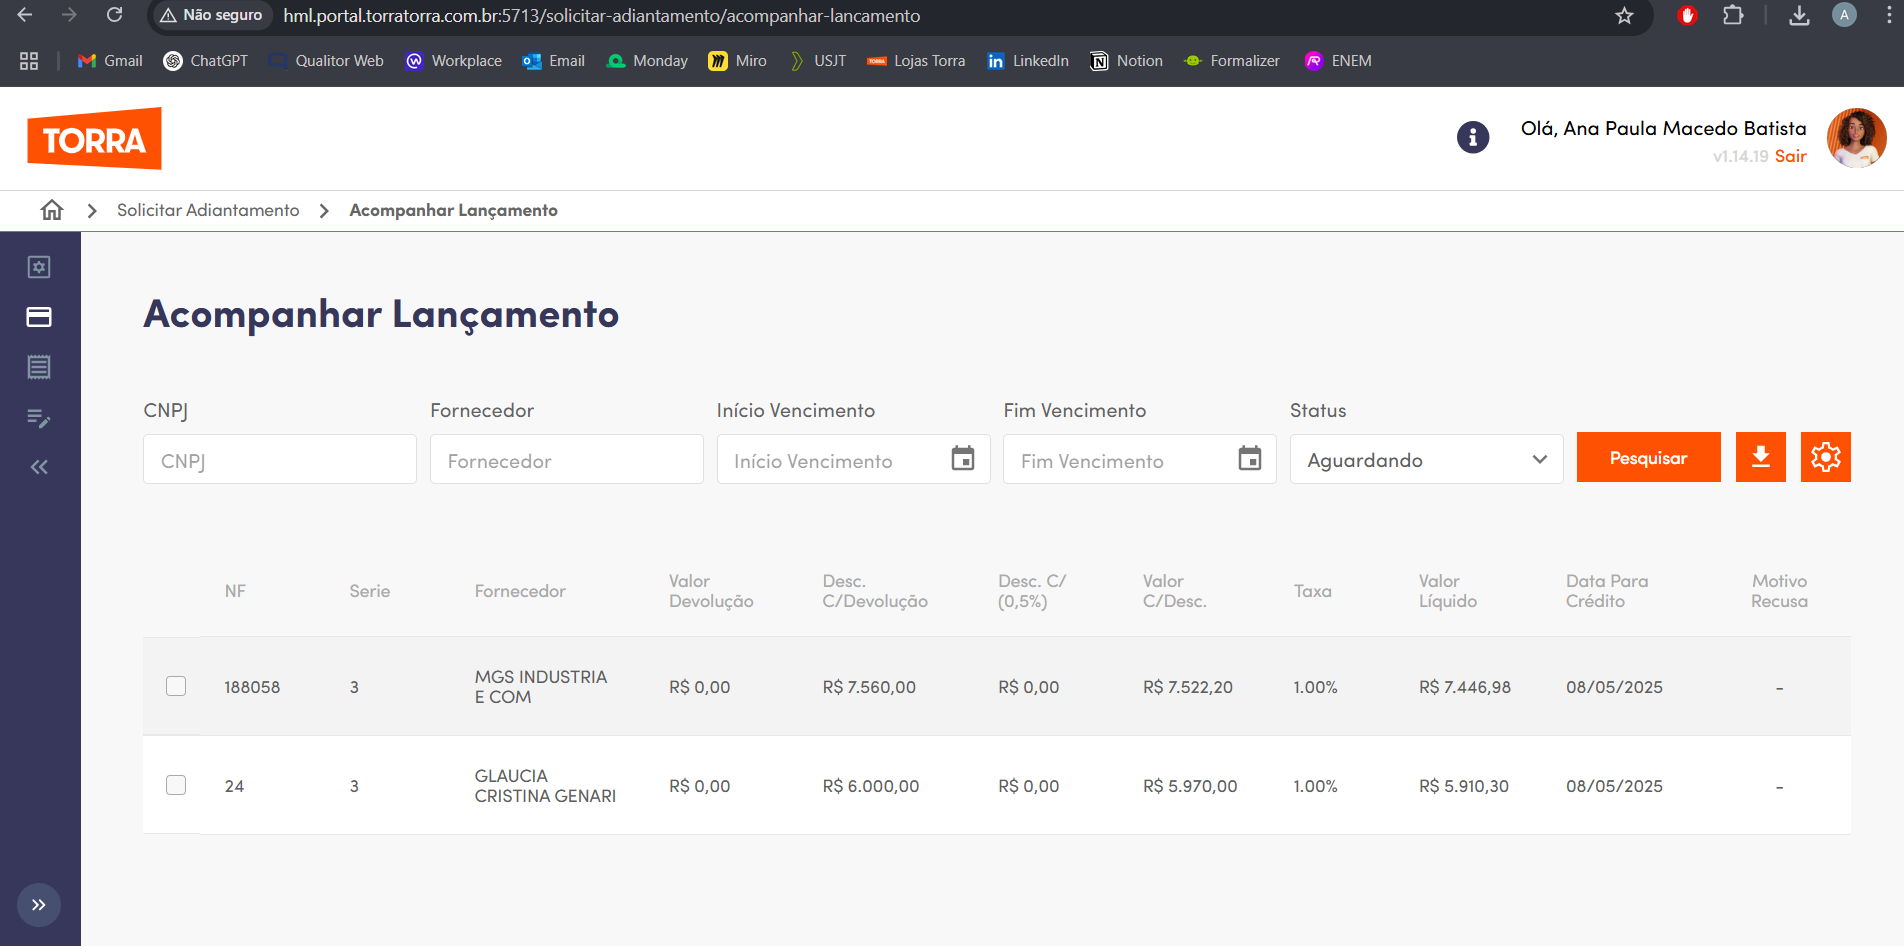 Não seguro
hml.portal.torratorra.com.br:5713/solicitar-adiantamento/acompanhar-lancamento
A
Gmail
ChatGPT
Qualitor Web
Workplace
Email
Monday
Miro
USJT
Lojas Torra
LinkedIn
Notion
Formalizer
ENEM
TORRA
Olá, Ana Paula Macedo Batista
v1.14.19 Sair
Solicitar Adiantamento
Acompanhar Lançamento
Acompanhar Lançamento
CNPJ
Fornecedor
Início Vencimento
Fim Vencimento
Status
CNPJ
Fornecedor
Início Vencimento
Fim Vencimento
Aguardando
Pesquisar
NF
Serie
Fornecedor
Valor
Devolução
Desc.
C/Devolução
Desc. C/
(0,5%)
Valor
C/Desc.
Taxa
Valor
Líquido
Data Para
Crédito
Motivo
Recusa
188058
3
MGS INDUSTRIA
E COM
R$ 0,00
R$ 7.560,00
R$ 0,00
R$ 7.522,20
1.00%
R$ 7.446,98
08/05/2025
-
24
3
GLAUCIA
CRISTINA GENARI
R$ 0,00
R$ 6.000,00
R$ 0,00
R$ 5.970,00
1.00%
R$ 5.910,30
08/05/2025
-